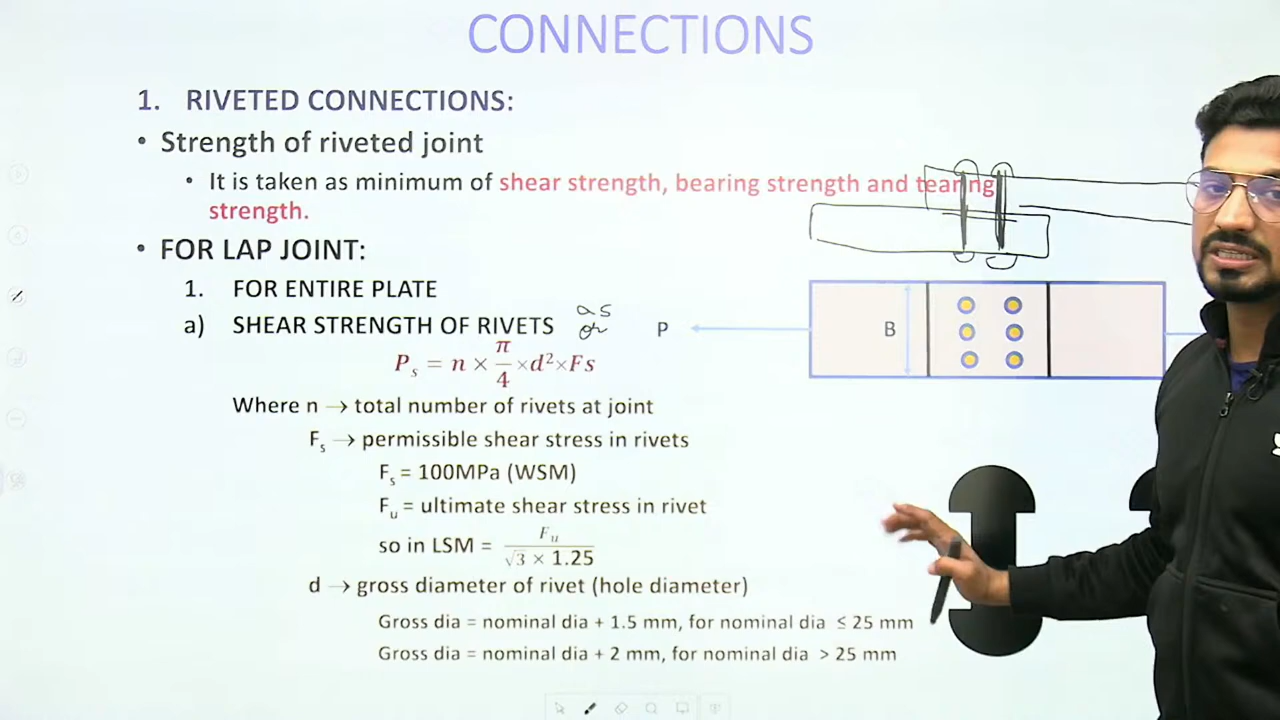 CONNECTIONS
1. RIVETED CONNECTIONS:
• Strength of riveted joint
• It is taken as minimum of shear strength, bearing strength and tearing
strength.
• FOR LAP JOINT:
1. FOR ENTIRE PLATE
a) SHEAR STRENGTH OF RIVETS
as
or
P
B
Pₛ = n × π/4 ×d²×Fs
Where n → total number of rivets at joint
Fₛ → permissible shear stress in rivets
Fₛ = 100MPa (WSM)
Fᵤ = ultimate shear stress in rivet
so in LSM = Fᵤ/√3 × 1.25
d → gross diameter of rivet (hole diameter)
Gross dia = nominal dia + 1.5 mm, for nominal dia ≤ 25 mm
Gross dia = nominal dia + 2 mm, for nominal dia > 25 mm